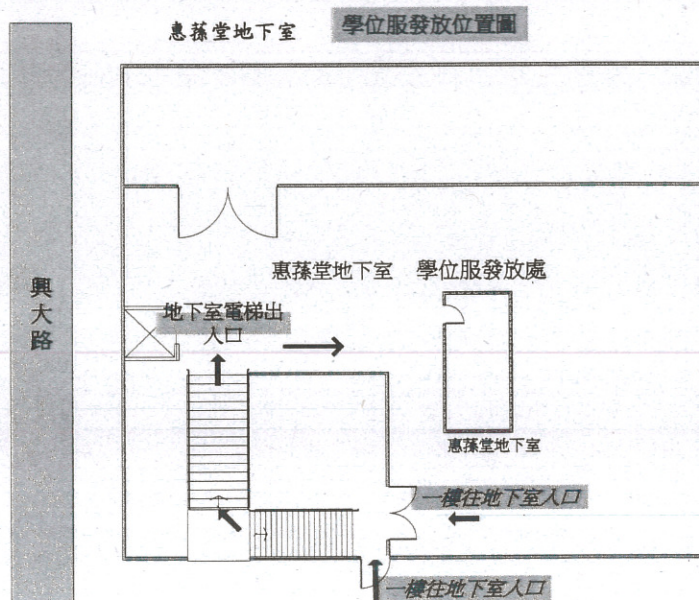 惠蓀堂地下室
學位服發放位置圖
興大路
惠蓀堂地下室
學位服發放處
地下室電梯出
入口
惠蓀堂地下室
一樓往地下室入口
一樓往地下室入口